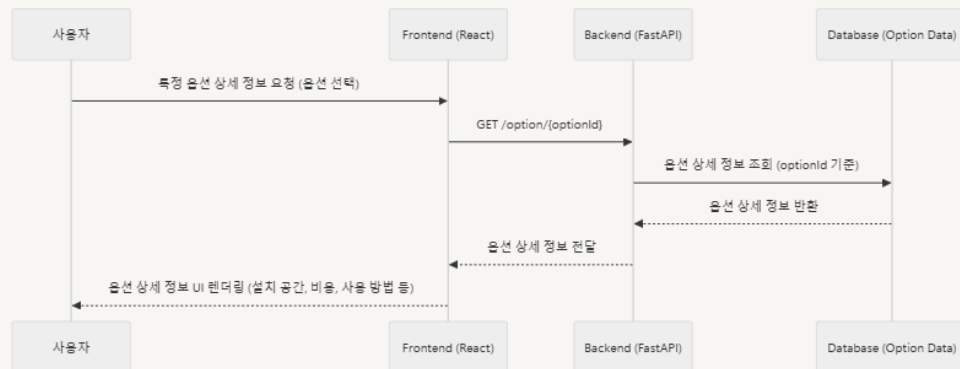 사용자
Frontend (React)
Backend (FastAPI)
Database (Option Data)
특정 옵션 상세 정보 요청 (옵션 선택)
GET /option/{optionId}
옵션 상세 정보 조회 (optionId 기준)
옵션 상세 정보 반환
옵션 상세 정보 전달
옵션 상세 정보 UI 렌더링 (설치 공간, 비용, 사용 방법 등)
사용자
Frontend (React)
Backend (FastAPI)
Database (Option Data)